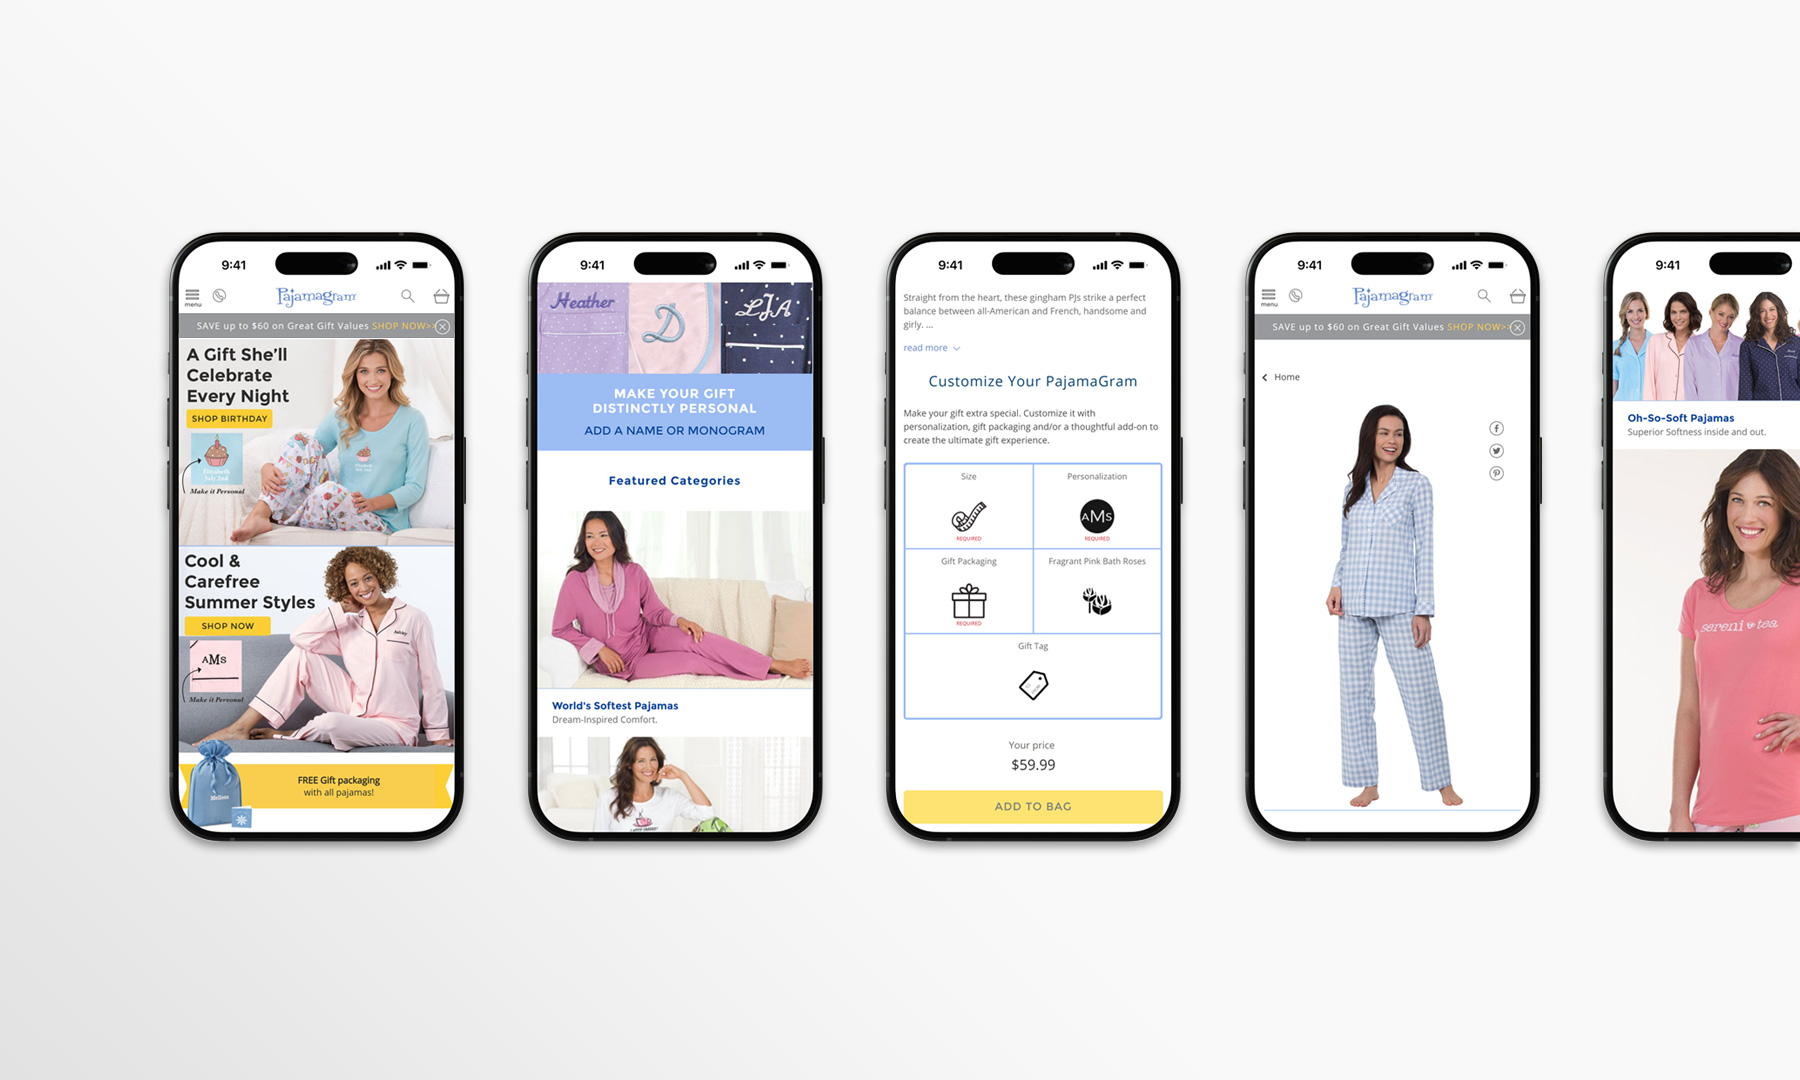 9:41
menu
PajamaGram
SAVE up to $60 on Great Gift Values SHOP NOW>>
A Gift She'll
Celebrate
Every Night
SHOP BIRTHDAY
Elizabeth
July 2nd
Make it Personal
Cool &
Carefree
Summer Styles
SHOP NOW
Ashley
AMS
Make it Personal
FREE Gift packaging
with all pajamas!
Melissa
9:41
Heather
D
LJA
MAKE YOUR GIFT
DISTINCTLY PERSONAL
ADD A NAME OR MONOGRAM
Featured Categories
World's Softest Pajamas
Dream-Inspired Comfort.
9:41
Straight from the heart, these gingham PJs strike a perfect
balance between all-American and French, handsome and
girly. ...
read more
Customize Your PajamaGram
Make your gift extra special. Customize it with
personalization, gift packaging and/or a thoughtful add-on to
create the ultimate gift experience.
Size
REQUIRED
Personalization
AMS
REQUIRED
Gift Packaging
REQUIRED
Fragrant Pink Bath Roses
Gift Tag
Your price
$59.99
ADD TO BAG
9:41
menu
PajamaGram
SAVE up to $60 on Great Gift Values SHOP NOW>>
Home
9:41
Oh-So-Soft Pajamas
Superior Softness inside and out.
sereni tea